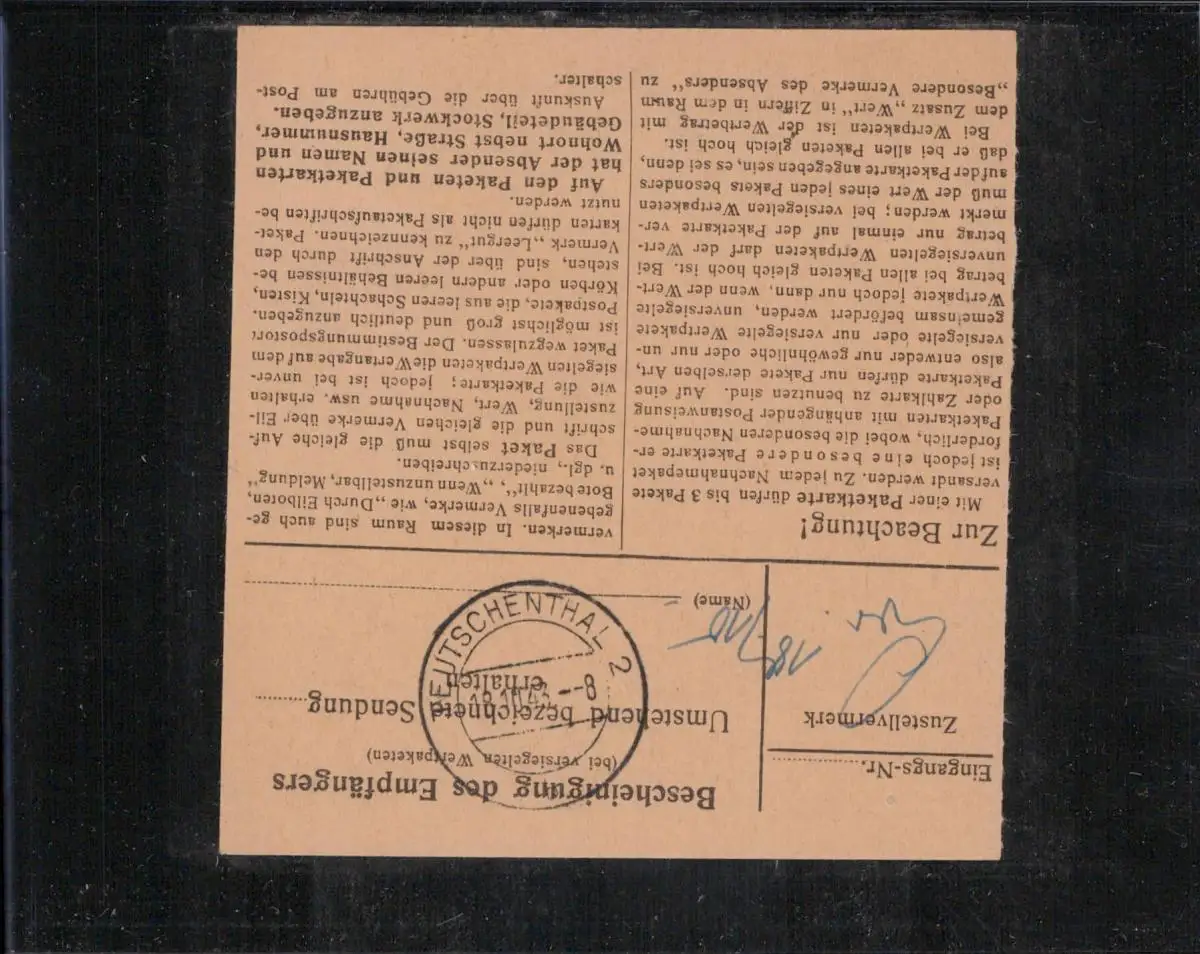 Eingangs-Nr.
Zustellvermerk
18/10
Bescheinigung des Empfängers
(bei versiegelten Wertpaketen)
Umstehend bezeichnete Sendung
erhalten
(Name)
DEUTSCHENTHAL 2
18.10.43.--8
Zur Beachtung!
Mit einer Paketkarte dürfen bis 3 Pakete
versandt werden. Zu jedem Nachnahmepaket
ist jedoch eine besondere Paketkarte er-
forderlich, wobei die besonderen Nachnahme-
Paketkarten mit anhängender Postanweisung
oder Zahlkarte zu benutzen sind. Auf eine
Paketkarte dürfen nur Pakete derselben Art,
also entweder nur gewöhnliche oder nur un-
versiegelte oder nur versiegelte Wertpakete
gemeinsam befördert werden, unversiegelte
Wertpakete jedoch nur dann, wenn der Wert-
betrag bei allen Paketen gleich hoch ist. Bei
unversiegelten Wertpaketen darf der Wert-
betrag nur einmal auf der Paketkarte ver-
merkt werden; bei versiegelten Wertpaketen
muß der Wert eines jeden Pakets besonders
auf der Paketkarte angegeben sein, es sei denn,
daß er bei allen Paketen gleich hoch ist.
Bei Wertpaketen ist der Wertbetrag mit
dem Zusatz „Wert“ in Ziffern in dem Raum
„Besondere Vermerke des Absenders“ zu
vermerken. In diesem Raum sind auch ge-
gebenenfalls Vermerke, wie „Durch Eilboten,
Bote bezahlt“, „Wenn unzustellbar, Meldung“
u. dgl., niederzuschreiben.
Das Paket selbst muß die gleiche Auf-
schrift und die gleichen Vermerke über Eil-
zustellung, Wert, Nachnahme usw. erhalten
wie die Paketkarte; jedoch ist bei unver-
siegelten Wertpaketen die Wertangabe auf dem
Paket wegzulassen. Der Bestimmungspostort
ist möglichst groß und deutlich anzugeben.
Postpakete, die aus leeren Schachteln, Kisten,
Körben oder andern leeren Behältnissen be-
stehen, sind über der Anschrift durch den
Vermerk „Leergut“ zu kennzeichnen. Paket-
karten dürfen nicht als Paketaufschriften be-
nutzt werden.
Auf den Paketen und Paketkarten
hat der Absender seinen Namen und
Wohnort nebst Straße, Hausnummer,
Gebäudeteil, Stockwerk anzugeben.
Auskunft über die Gebühren am Post-
schalter.